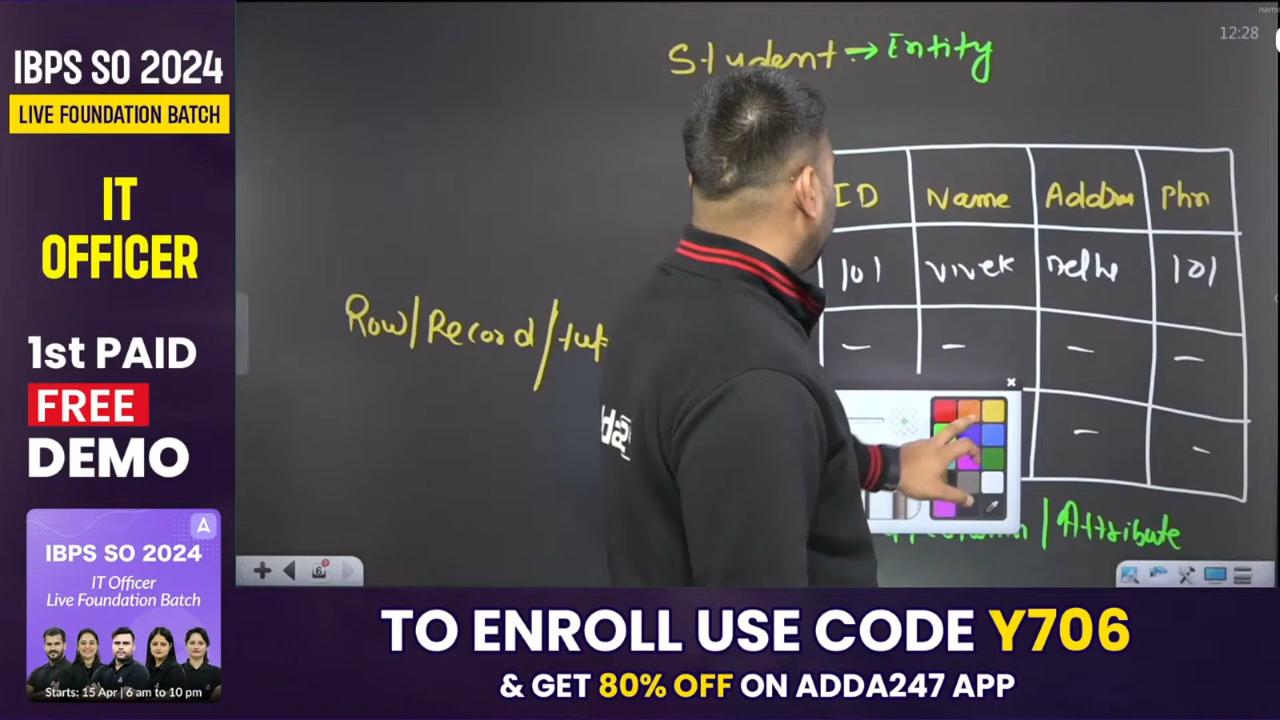 IBPS SO 2024
LIVE FOUNDATION BATCH
IT
OFFICER
1st PAID
FREE
DEMO
IBPS SO 2024
IT Officer
Live Foundation Batch
Starts: 15 Apr | 6 am to 10 pm
name
12:28
Student → Entity
ID Name Phn
101 Vivek Delhi 101
- - - -
- -
Row/Record/
| Attribute
TO ENROLL USE CODE Y706
& GET 80% OFF ON ADDA247 APP